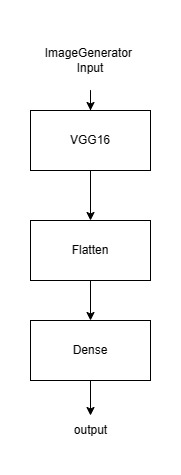 ImageGenerator
Input
VGG16
Flatten
Dense
output